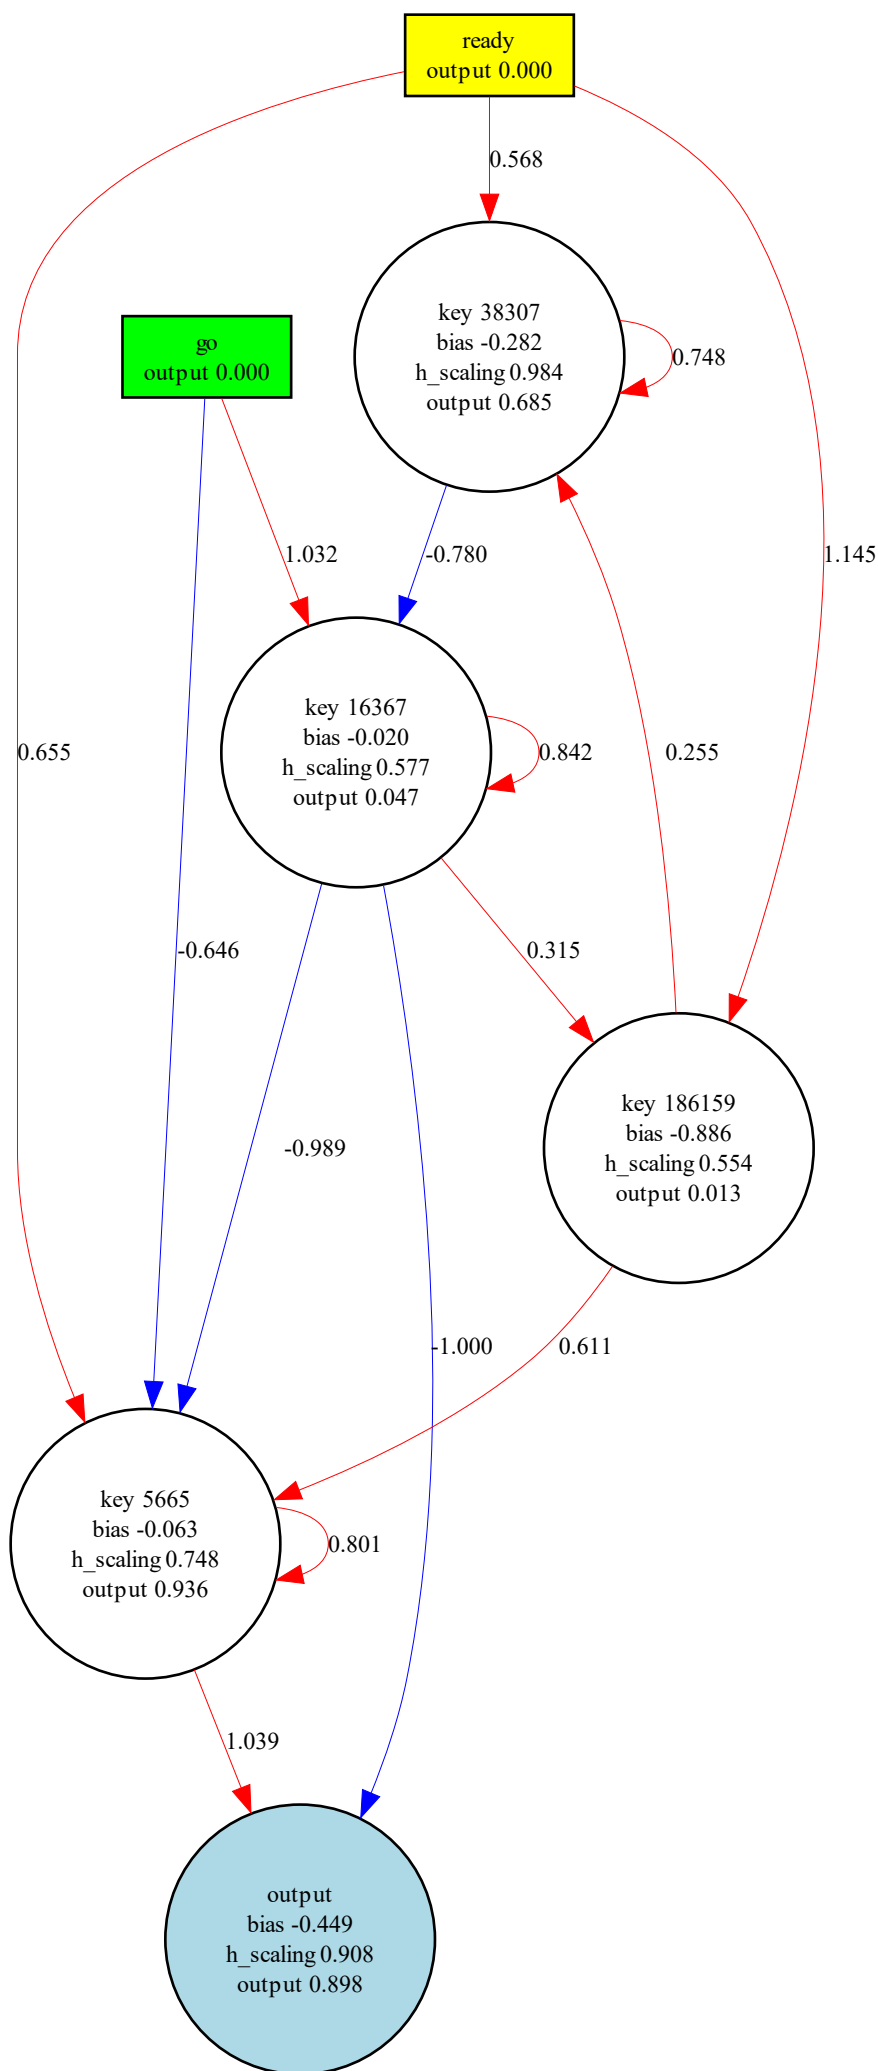 ready
output 0.000
0.568
go
output 0.000
key 38307
bias -0.282
h_scaling 0.984
output 0.685
0.748
1.032
-0.780
1.145
key 16367
bias -0.020
h_scaling 0.577
output 0.047
0.655
0.842
0.255
-0.646
0.315
key 186159
bias -0.886
h_scaling 0.554
output 0.013
-0.989
-1.000
0.611
key 5665
bias -0.063
h_scaling 0.748
output 0.936
0.801
1.039
output
bias -0.449
h_scaling 0.908
output 0.898